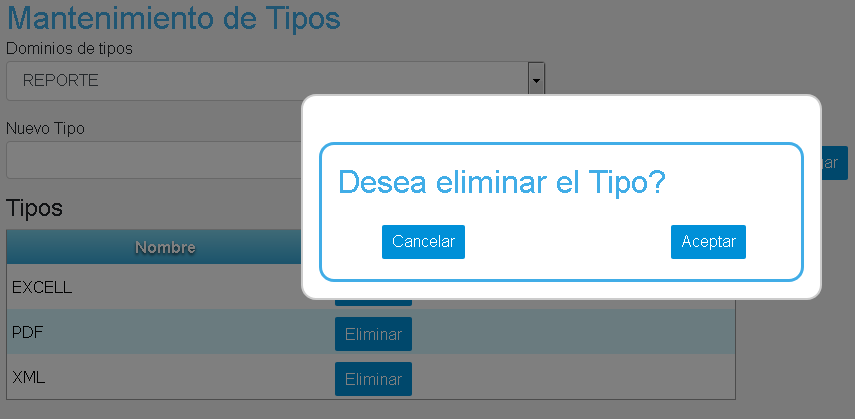 Mantenimiento de Tipos
Dominios de tipos
REPORTE
Nuevo Tipo
Desea eliminar el Tipo?
Cancelar Aceptar
Tipos
Nombre
EXCELL
PDF Eliminar
XML Eliminar